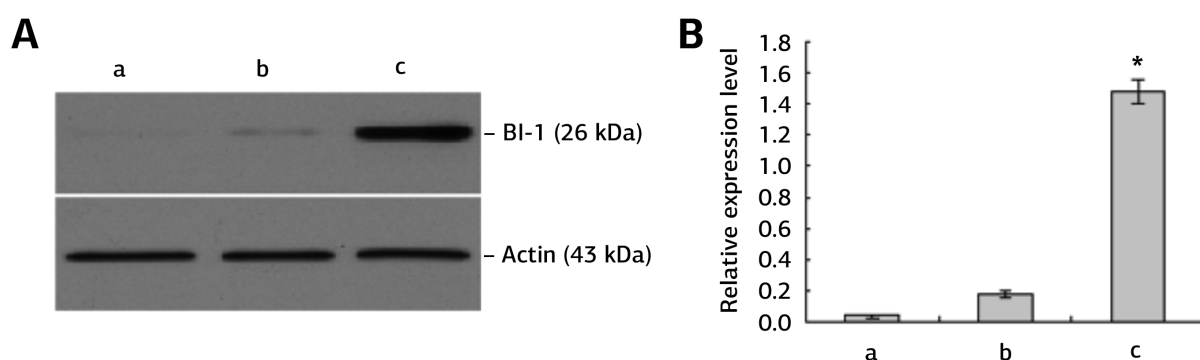 A
a b c
– BI-1 (26 kDa)
– Actin (43 kDa)
B
Relative expression level
1.8
1.6
1.4
1.2
1.0
0.8
0.6
0.4
0.2
0.0
*
a b c